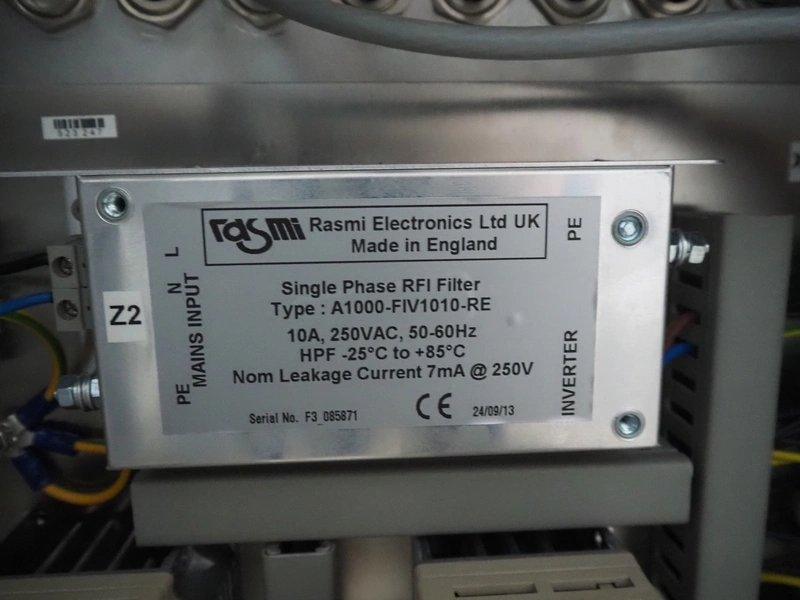 523 247
rasmi
Rasmi Electronics Ltd UK
Made in England
PE
L
N
MAINS INPUT
PE
Z2
Single Phase RFI Filter
Type : A1000-FIV1010-RE
10A, 250VAC, 50-60Hz
HPF -25°C to +85°C
Nom Leakage Current 7mA @ 250V
INVERTER
Serial No. F3_085871
CE
24/09/13